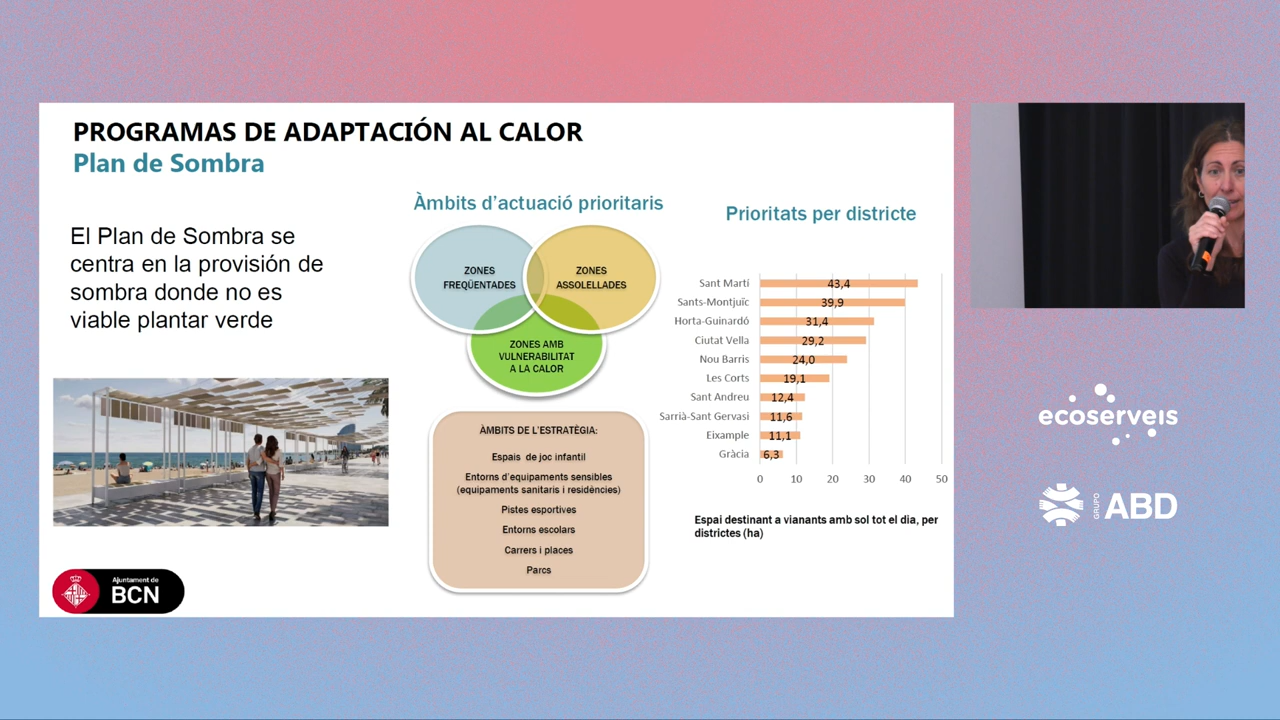 PROGRAMAS DE ADAPTACIÓN AL CALOR
Plan de Sombra
El Plan de Sombra se
centra en la provisión de
sombra donde no es
viable plantar verde
Àmbits d'actuació prioritaris
ZONES
FREQÜENTADES
ZONES
ASSOLELLADES
ZONES AMB
VULNERABILITAT
A LA CALOR
ÀMBITS DE L'ESTRATÈGIA:
Espais de joc infantil
Entorns d'equipaments sensibles
(equipaments sanitaris i residències)
Pistes esportives
Entorns escolars
Carrers i places
Parcs
Prioritats per districte
Sant Martí 43,4
Sants-Montjuïc 39,9
Horta-Guinardó 31,4
Ciutat Vella 29,2
Nou Barris 24,0
Les Corts 19,1
Sant Andreu 12,4
Sarrià-Sant Gervasi 11,6
Eixample 11,1
Gràcia 6,3
0 10 20 30 40 50
Espai destinant a vianants amb sol tot el dia, per
districtes (ha)
Ajuntament de
BCN
ecoserveis
GRUPO
ABD